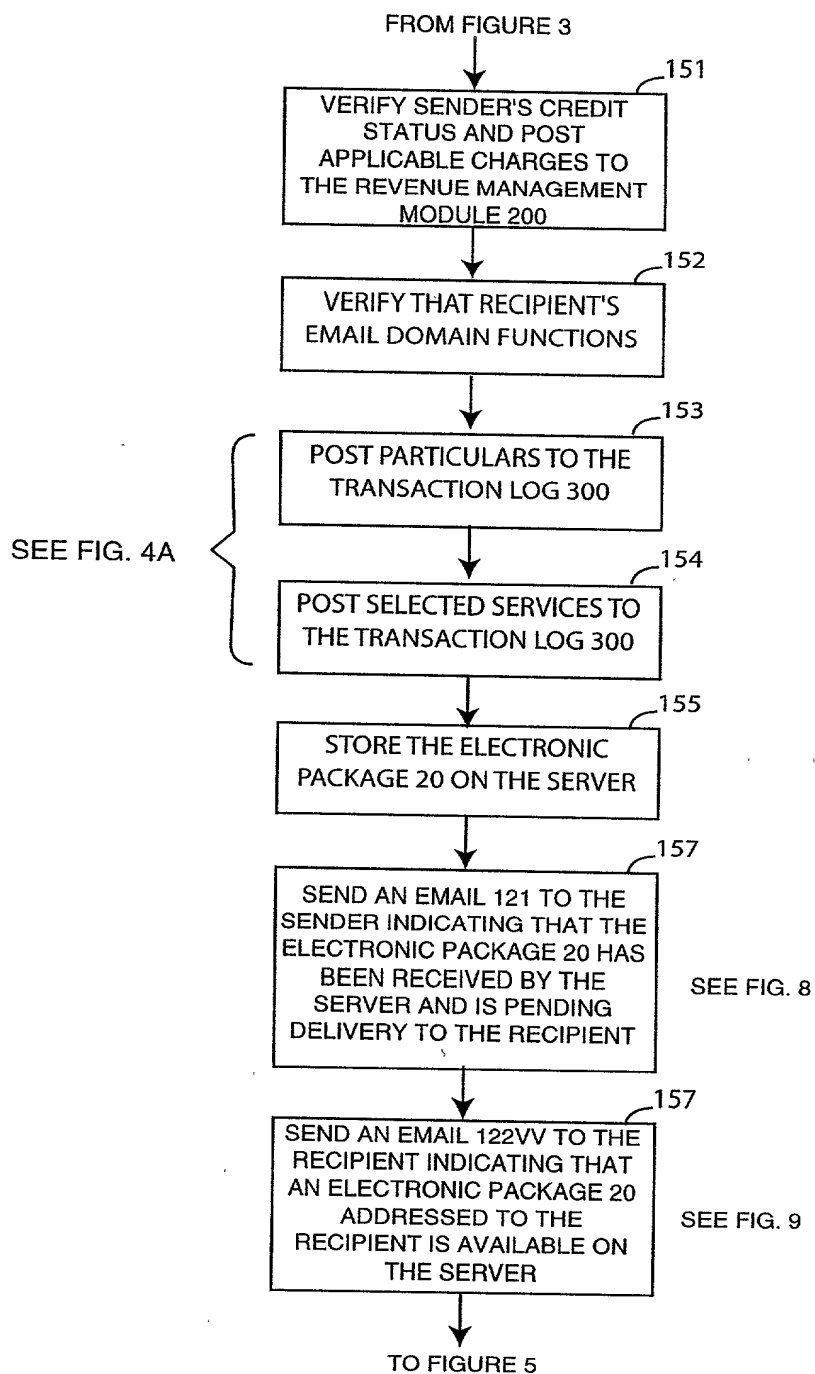 FROM FIGURE 3
151
VERIFY SENDER'S CREDIT
STATUS AND POST
APPLICABLE CHARGES TO
THE REVENUE MANAGEMENT
MODULE 200
152
VERIFY THAT RECIPIENT'S
EMAIL DOMAIN FUNCTIONS
153
POST PARTICULARS TO THE
TRANSACTION LOG 300
SEE FIG. 4A
154
POST SELECTED SERVICES TO
THE TRANSACTION LOG 300
155
STORE THE ELECTRONIC
PACKAGE 20 ON THE SERVER
157
SEND AN EMAIL 121 TO THE
SENDER INDICATING THAT THE
ELECTRONIC PACKAGE 20 HAS
BEEN RECEIVED BY THE
SERVER AND IS PENDING
DELIVERY TO THE RECIPIENT
SEE FIG. 8
157
SEND AN EMAIL 122VV TO THE
RECIPIENT INDICATING THAT
AN ELECTRONIC PACKAGE 20
ADDRESSED TO THE
RECIPIENT IS AVAILABLE ON
THE SERVER
SEE FIG. 9
TO FIGURE 5